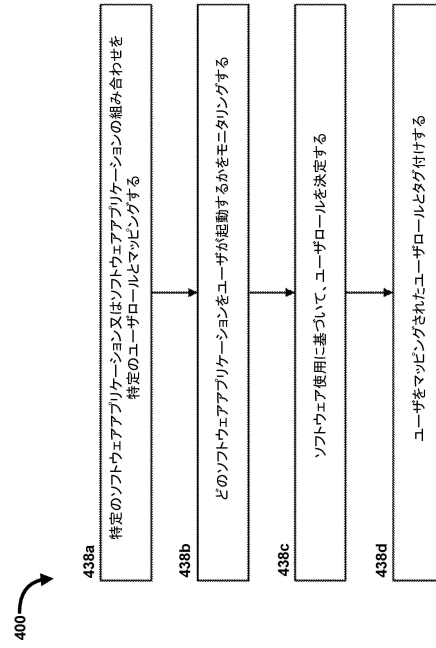 400
438a
特定のソフトウェアアプリケーション又はソフトウェアアプリケーションの組み合わせを
特定のユーザロールとマッピングする
438b
どのソフトウェアアプリケーションをユーザが起動するかをモニタリングする
438c
ソフトウェア使用に基づいて、ユーザロールを決定する
438d
ユーザをマッピングされたユーザロールとタグ付けする